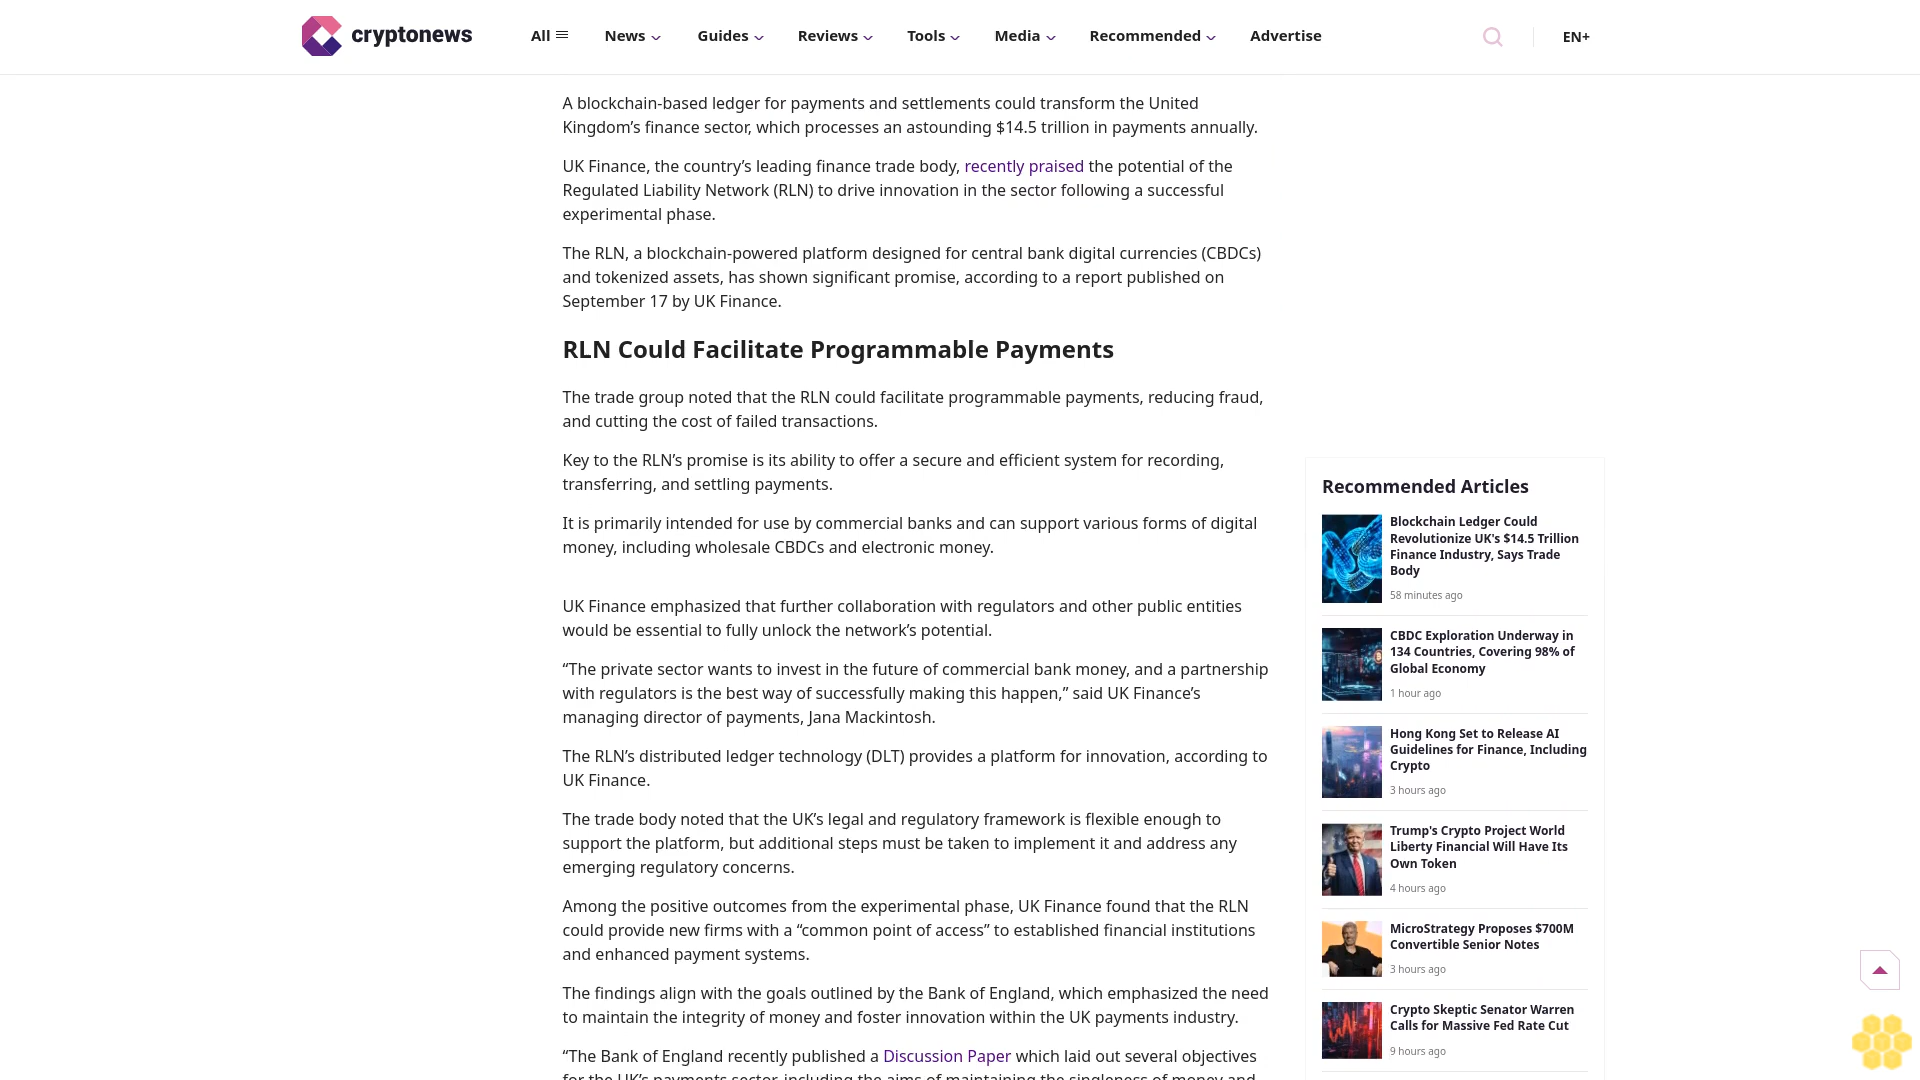 cryptonews
All
News
Guides
Reviews
Tools
Media
Recommended
Advertise
EN+
A blockchain-based ledger for payments and settlements could transform the United
Kingdom’s finance sector, which processes an astounding $14.5 trillion in payments annually.
UK Finance, the country’s leading finance trade body, recently praised the potential of the
Regulated Liability Network (RLN) to drive innovation in the sector following a successful
experimental phase.
The RLN, a blockchain-powered platform designed for central bank digital currencies (CBDCs)
and tokenized assets, has shown significant promise, according to a report published on
September 17 by UK Finance.
RLN Could Facilitate Programmable Payments
The trade group noted that the RLN could facilitate programmable payments, reducing fraud,
and cutting the cost of failed transactions.
Key to the RLN’s promise is its ability to offer a secure and efficient system for recording,
transferring, and settling payments.
It is primarily intended for use by commercial banks and can support various forms of digital
money, including wholesale CBDCs and electronic money.
UK Finance emphasized that further collaboration with regulators and other public entities
would be essential to fully unlock the network’s potential.
“The private sector wants to invest in the future of commercial bank money, and a partnership
with regulators is the best way of successfully making this happen,” said UK Finance’s
managing director of payments, Jana Mackintosh.
The RLN’s distributed ledger technology (DLT) provides a platform for innovation, according to
UK Finance.
The trade body noted that the UK’s legal and regulatory framework is flexible enough to
support the platform, but additional steps must be taken to implement it and address any
emerging regulatory concerns.
Among the positive outcomes from the experimental phase, UK Finance found that the RLN
could provide new firms with a “common point of access” to established financial institutions
and enhanced payment systems.
The findings align with the goals outlined by the Bank of England, which emphasized the need
to maintain the integrity of money and foster innovation within the UK payments industry.
“The Bank of England recently published a Discussion Paper which laid out several objectives
for the UK’s payments sector, including the aims of maintaining the singleness of money and
Recommended Articles
Blockchain Ledger Could
Revolutionize UK's $14.5 Trillion
Finance Industry, Says Trade
Body
58 minutes ago
CBDC Exploration Underway in
134 Countries, Covering 98% of
Global Economy
1 hour ago
Hong Kong Set to Release AI
Guidelines for Finance, Including
Crypto
3 hours ago
Trump's Crypto Project World
Liberty Financial Will Have Its
Own Token
4 hours ago
MicroStrategy Proposes $700M
Convertible Senior Notes
3 hours ago
Crypto Skeptic Senator Warren
Calls for Massive Fed Rate Cut
9 hours ago